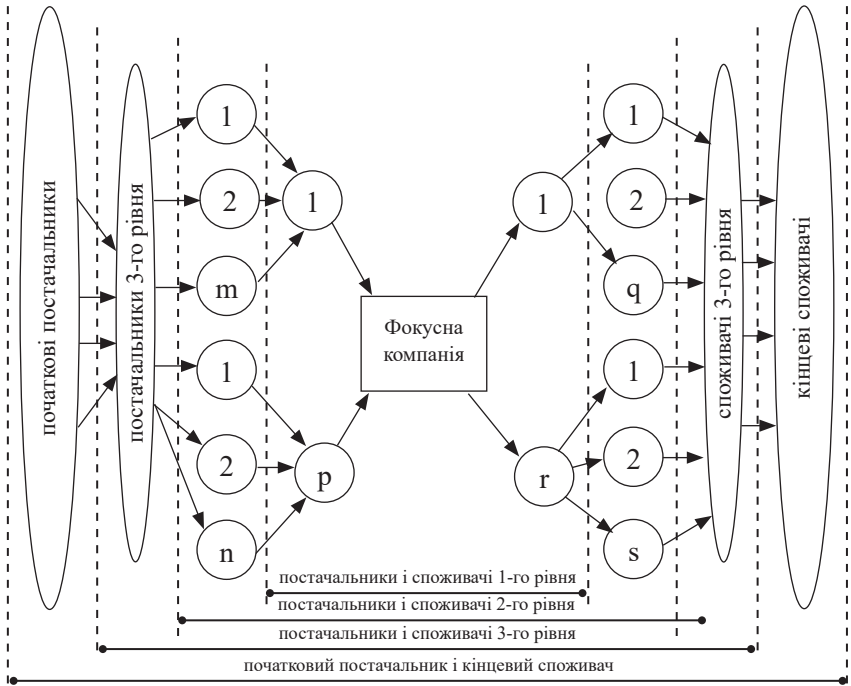 початкові постачальники
постачальники 3-го рівня
1
2
m
1
2
n
1
p
Фокусна
компанія
1
r
1
2
q
1
2
s
споживачі 3-го рівня
кінцеві споживачі
постачальники і споживачі 1-го рівня
постачальники і споживачі 2-го рівня
постачальники і споживачі 3-го рівня
початковий постачальник і кінцевий споживач